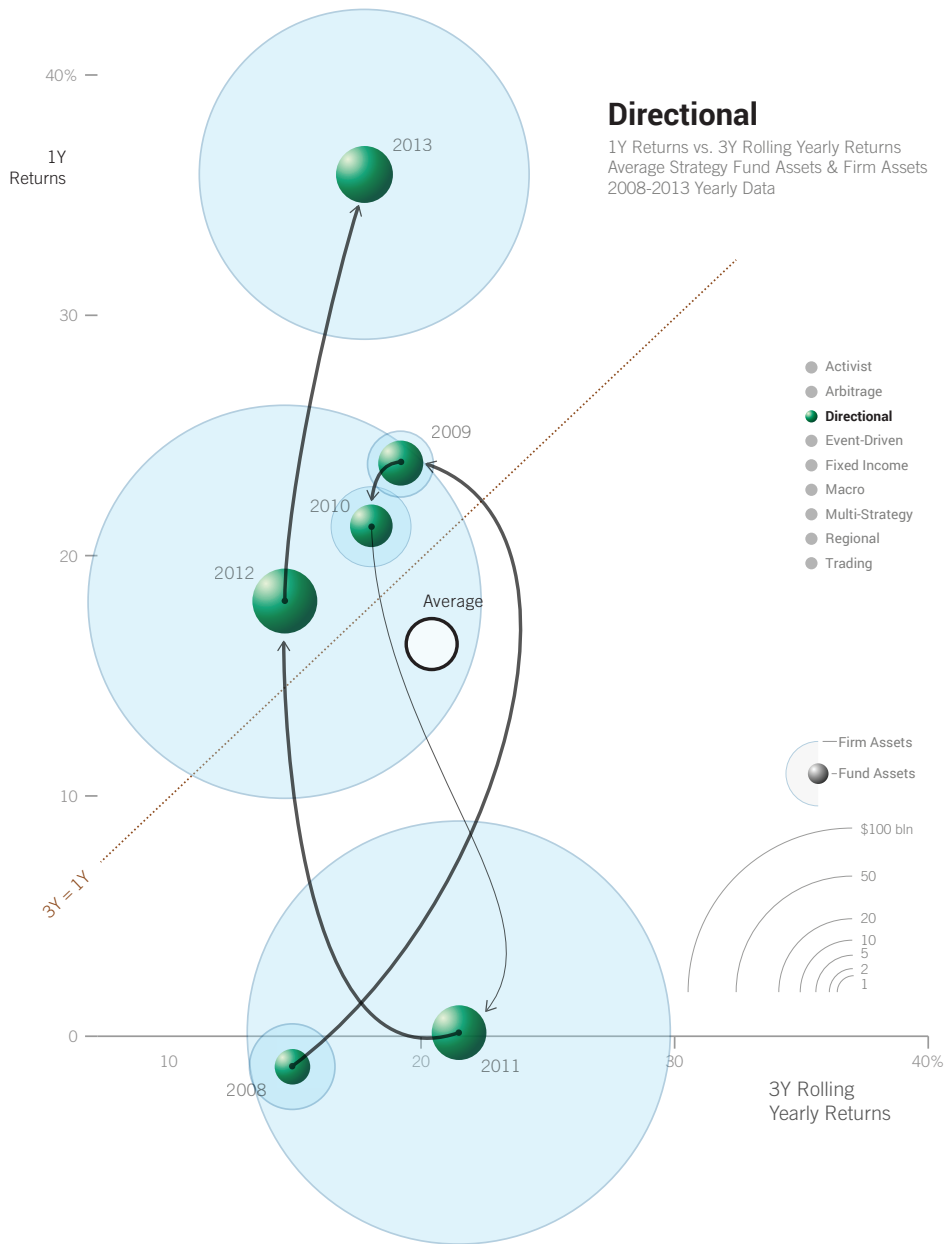 Directional
1Y Returns vs. 3Y Rolling Yearly Returns
Average Strategy Fund Assets & Firm Assets
2008-2013 Yearly Data
40%
1Y
Returns
2013
30
Activist
Arbitrage
Directional
Event-Driven
Fixed Income
Macro
Multi-Strategy
Regional
Trading
2009
2010
20
2012
Average
10
3Y = 1Y
Firm Assets
Fund Assets
$100 bln
50
20
10
5
2
1
0
10
20
30
40%
2011
2008
3Y Rolling
Yearly Returns